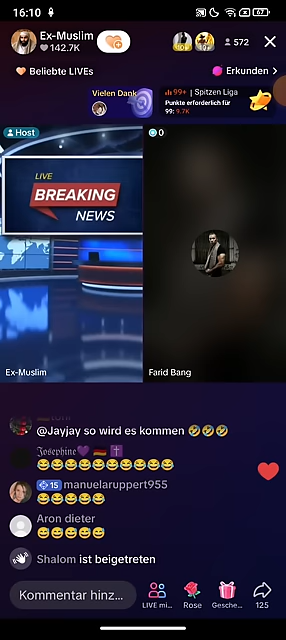 16:10
67
Ex-Muslim
142.7K
572
Beliebte LIVEs
Erkunden
Vielen Dank
99+ | Spitzen Liga
Punkte erforderlich für
99: 9.7K
Host
0
LIVE
BREAKING
NEWS
Ex-Muslim
Farid Bang
@Jayjay so wird es kommen 🤣🤣🤣
Josephine💜 🇩🇪 ✝️
😂😂😂😂😂😂😂😂😂😂
15 manuelaruppert955
😂😂😂😂😂
Aron dieter
😂😂😂😂😅
Shalom ist beigetreten
Kommentar hinz...
LIVE mi...
Rose
Gesche...
125